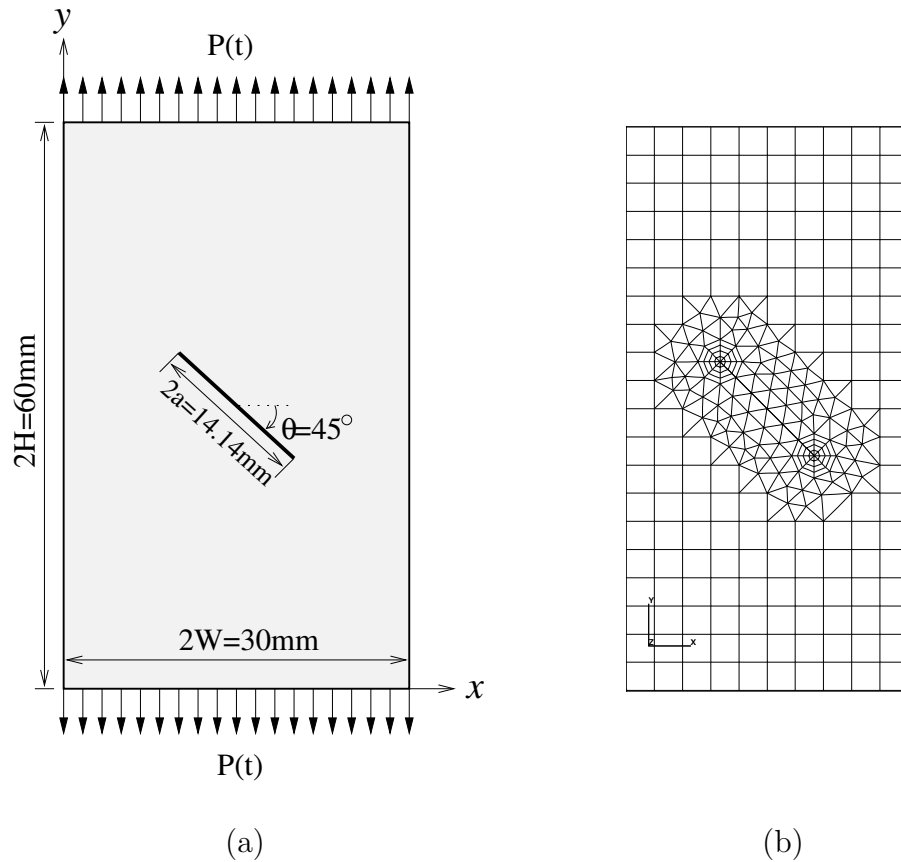 y
P(t)
2H=60mm
2a=14.14mm
θ=45°
2W=30mm
x
P(t)
(a)
Y
Z
X
(b)